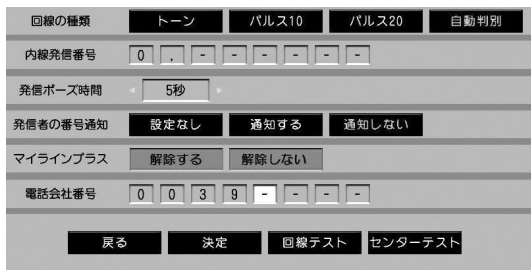 回線の種類 トーン パルス10 パルス20 自動判別
内線発信番号 0 , - - - - - -
発信ポーズ時間 5秒
発信者の番号通知 設定なし 通知する 通知しない
マイラインプラス 解除する 解除しない
電話会社番号 0 0 3 9 - - - -
戻る 決定 回線テスト センターテスト